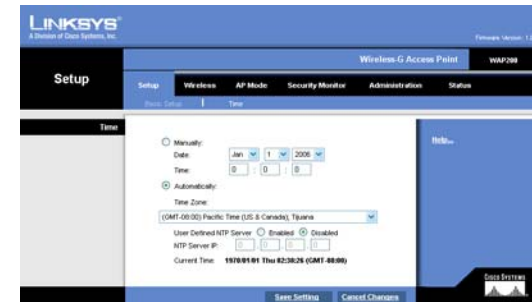 LINKSYS®
A Division of Cisco Systems, Inc.
Wireless-G Access Point WAP200
Setup
Setup Wireless AP Mode Security Monitor Administration Status
Basic Setup | Time
Time
Manually:
Date: Jan 1 2006
Time: 0 : 0 : 0
Automatically:
Time Zone:
(GMT-08:00) Pacific Time (US & Canada), Tijuana
User Defined NTP Server Enabled Disabled
NTP Server IP: 0 . 0 . 0 . 0
Current Time: 1970/01/01 Thu 02:38:26 (GMT-08:00)
Help...
Save Setting Cancel Changes
CISCO SYSTEMS